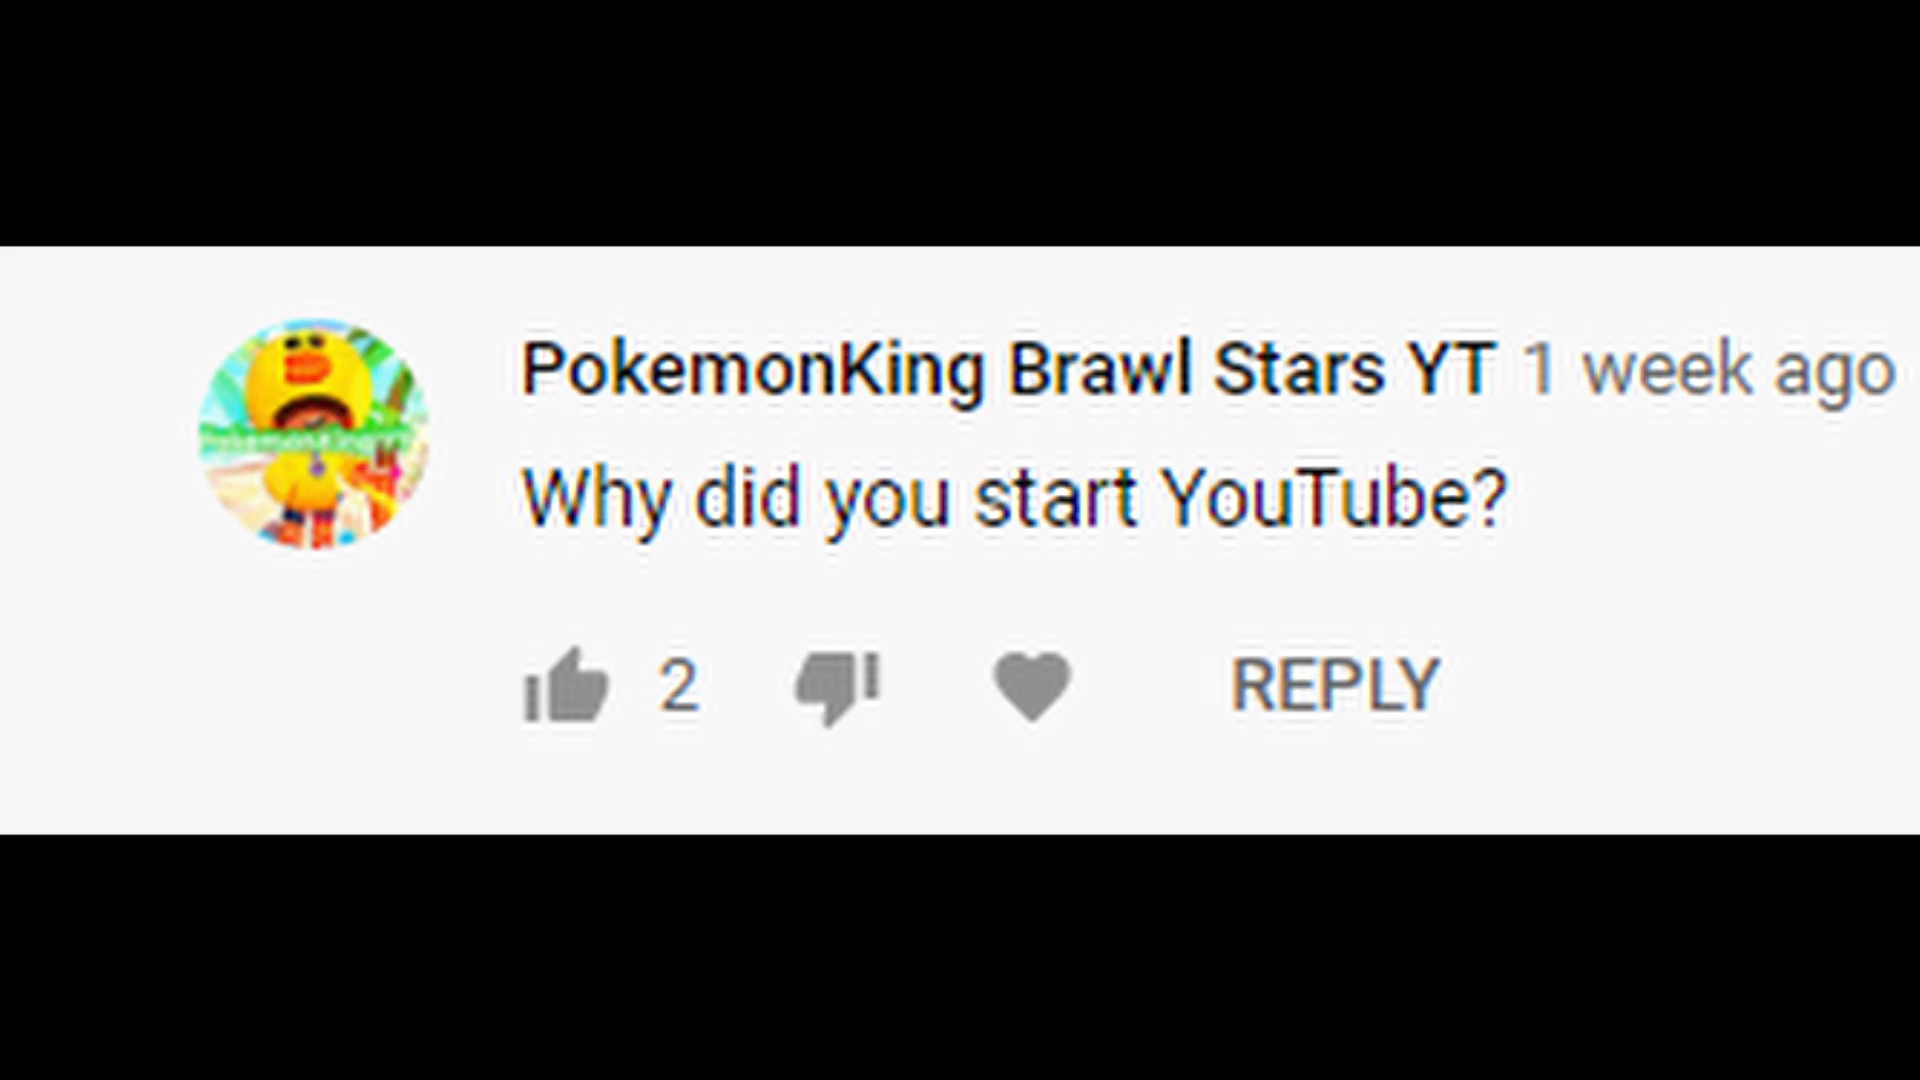 PokemonKing Brawl Stars YT 1 week ago
Why did you start YouTube?
2 REPLY